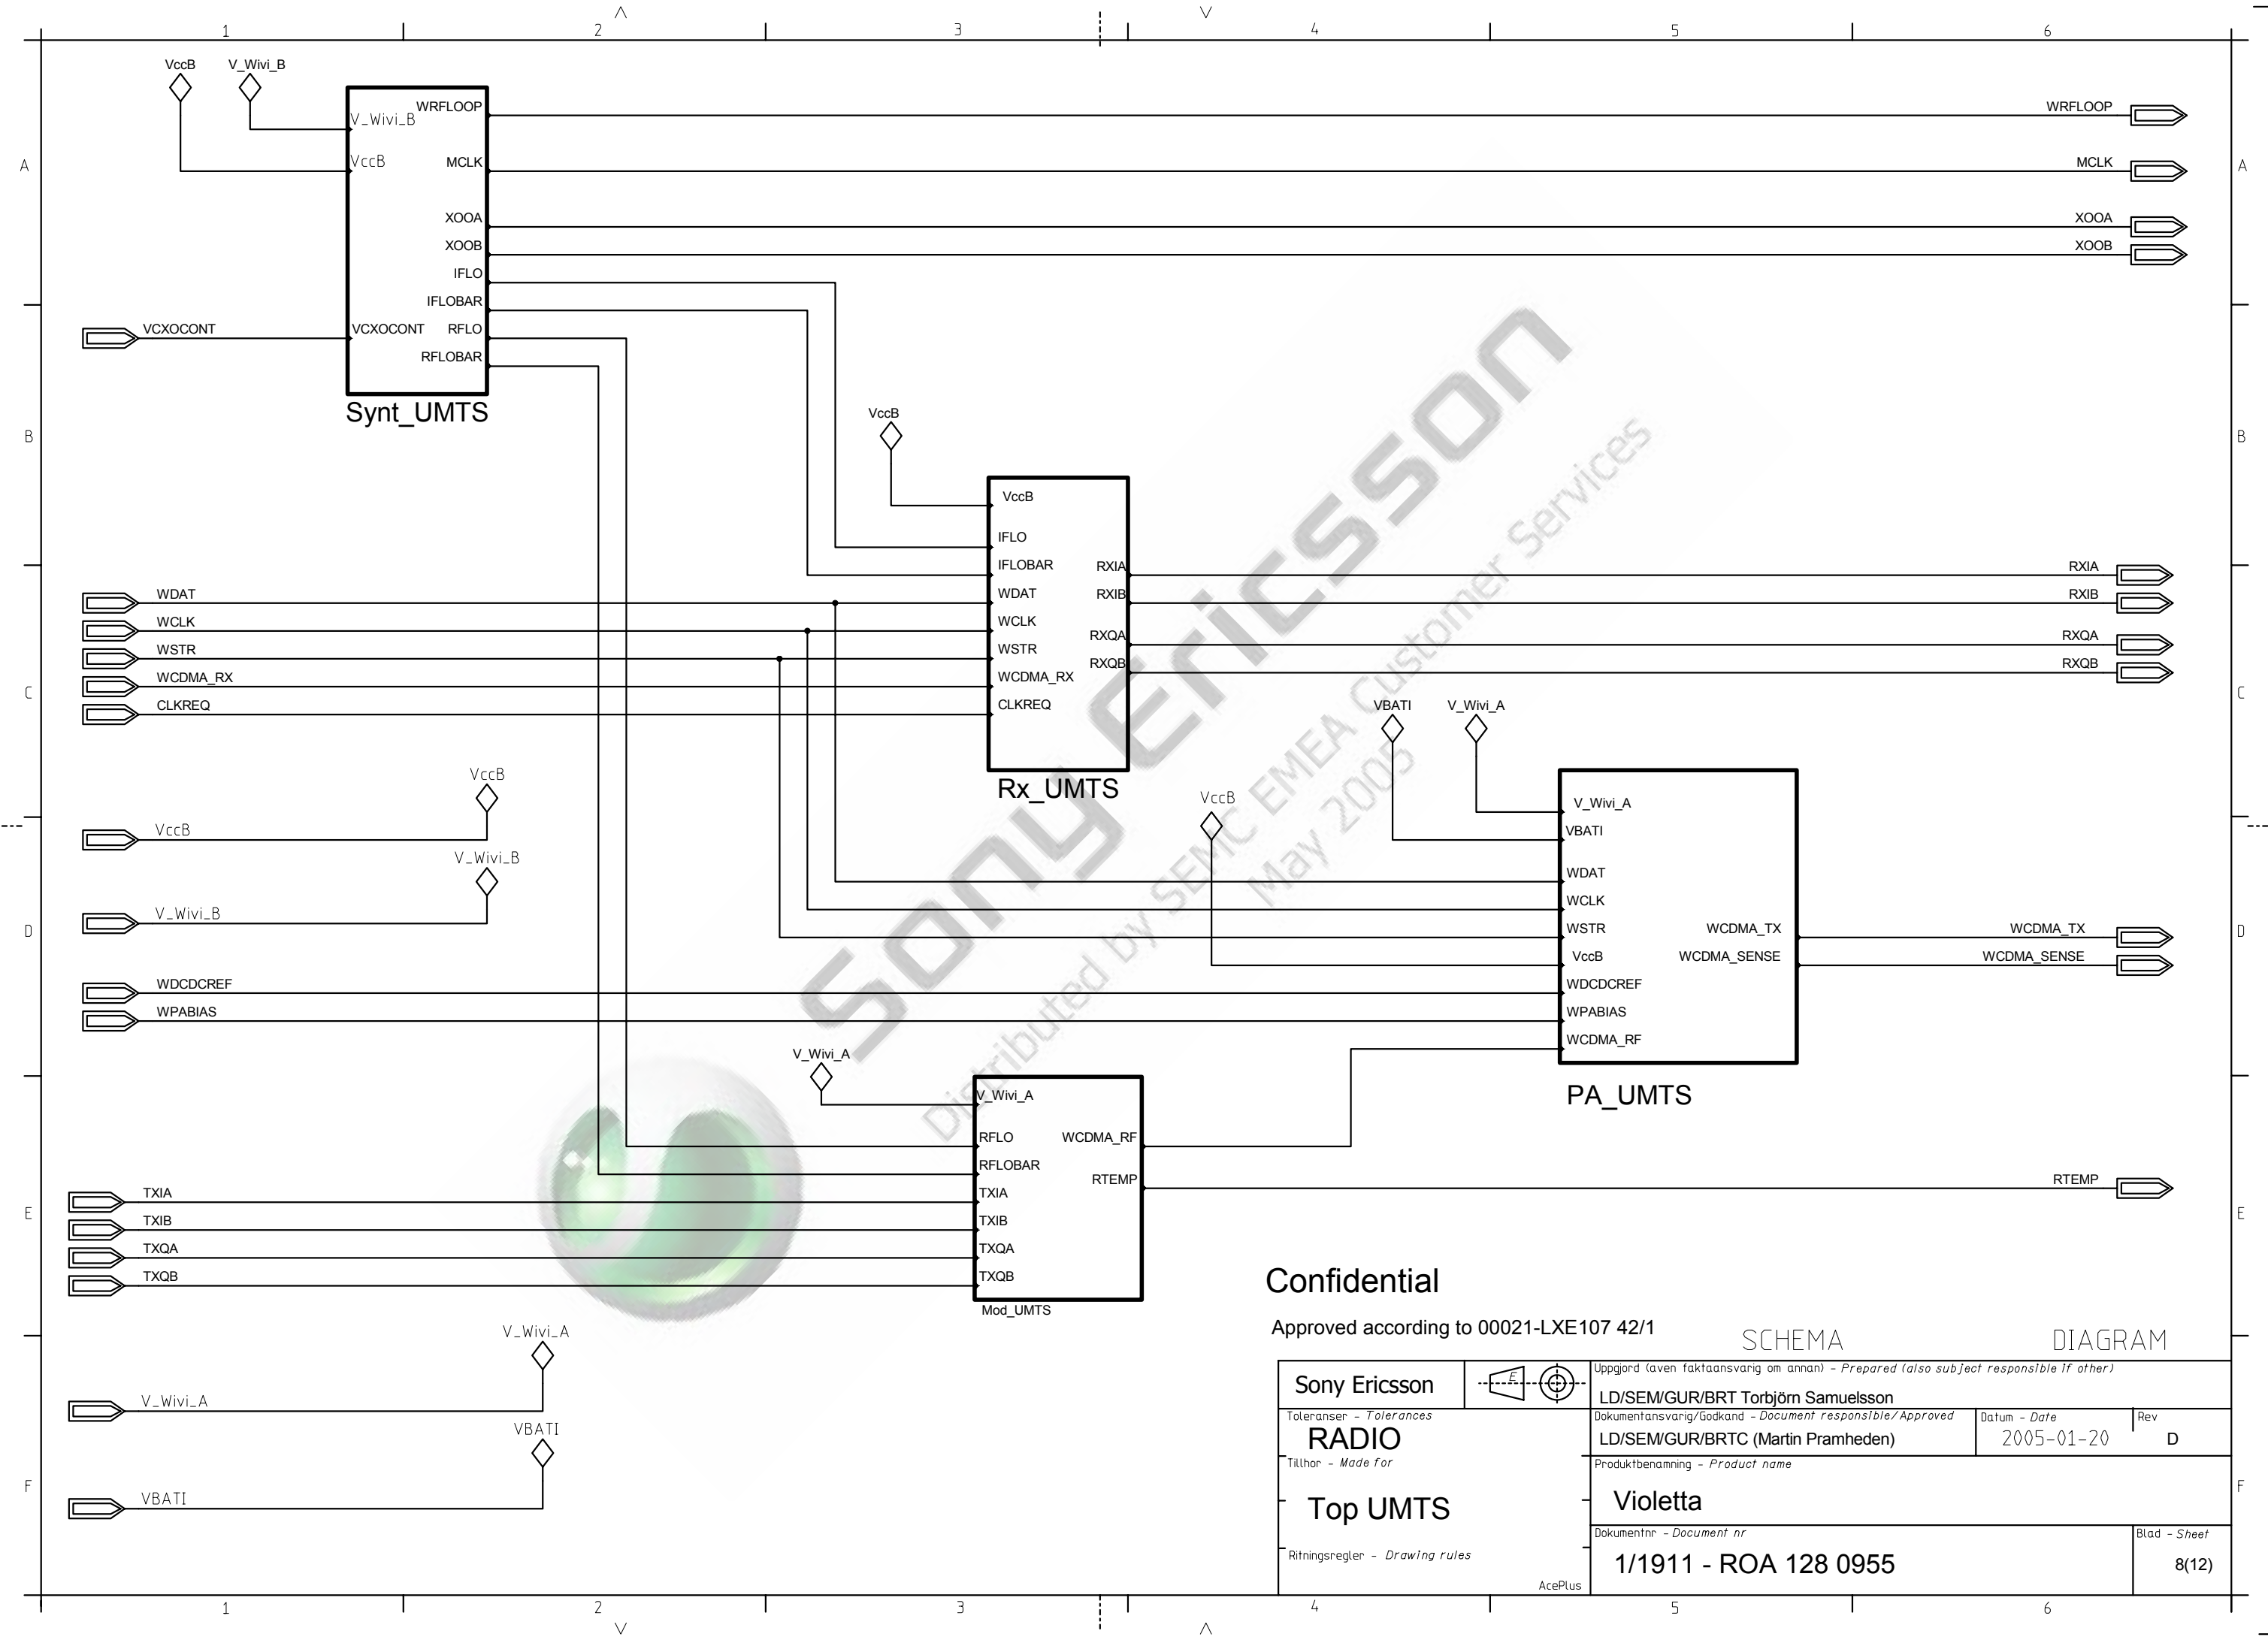 1 2 3 4 5 6
VccB V_Wivi_B
WRFLOOP
V_Wivi_B
VccB
MCLK
XOOA
XOOB
IFLO
IFLOBAR
VCXOCONT
VCXOCONT RFLO
RFLOBAR
Synt_UMTS
WRFLOOP
MCLK
XOOA
XOOB
A A
B B
VccB
VccB
IFLO
IFLOBAR
WDAT
WCLK
WSTR
WCDMA_RX
CLKREQ
RXIA
RXIB
RXQA
RXQB
Rx_UMTS
RXIA
RXIB
RXQA
RXQB
WDAT
WCLK
WSTR
WCDMA_RX
CLKREQ
C C
VccB
VccB
V_Wivi_B
V_Wivi_B
VBATI V_Wivi_A
VccB
V_Wivi_A
VBATI
WDAT
WCLK
WSTR
VccB
WDCDCREF
WPABIAS
WCDMA_RF
WCDMA_TX
WCDMA_SENSE
PA_UMTS
WCDMA_TX
WCDMA_SENSE
D D
WDCDCREF
WPABIAS
V_Wivi_A
V_Wivi_A
RFLO
RFLOBAR
TXIA
TXIB
TXQA
TXQB
WCDMA_RF
RTEMP
Mod_UMTS
RTEMP
TXIA
TXIB
TXQA
TXQB
E E
V_Wivi_A
V_Wivi_A
VBATI
VBATI
F F
Sony Ericsson
Distributed by SEMC EMEA Customer Services
May 2005
Confidential
Approved according to 00021-LXE107 42/1
SCHEMA DIAGRAM
Sony Ericsson
E
Uppgjord (aven faktaansvarig om annan) - Prepared (also subject responsible if other)
LD/SEM/GUR/BRT Torbjörn Samuelsson
Toleranser - Tolerances
RADIO
Dokumentansvarig/Godkand - Document responsible/Approved
LD/SEM/GUR/BRTC (Martin Pramheden)
Datum - Date
2005-01-20
Rev
D
Tillhor - Made for
Top UMTS
Produktbenamning - Product name
Violetta
Ritningsregler - Drawing rules
AcePlus
Dokumentnr - Document nr
1/1911 - ROA 128 0955
Blad - Sheet
8(12)
1 2 3 4 5 6